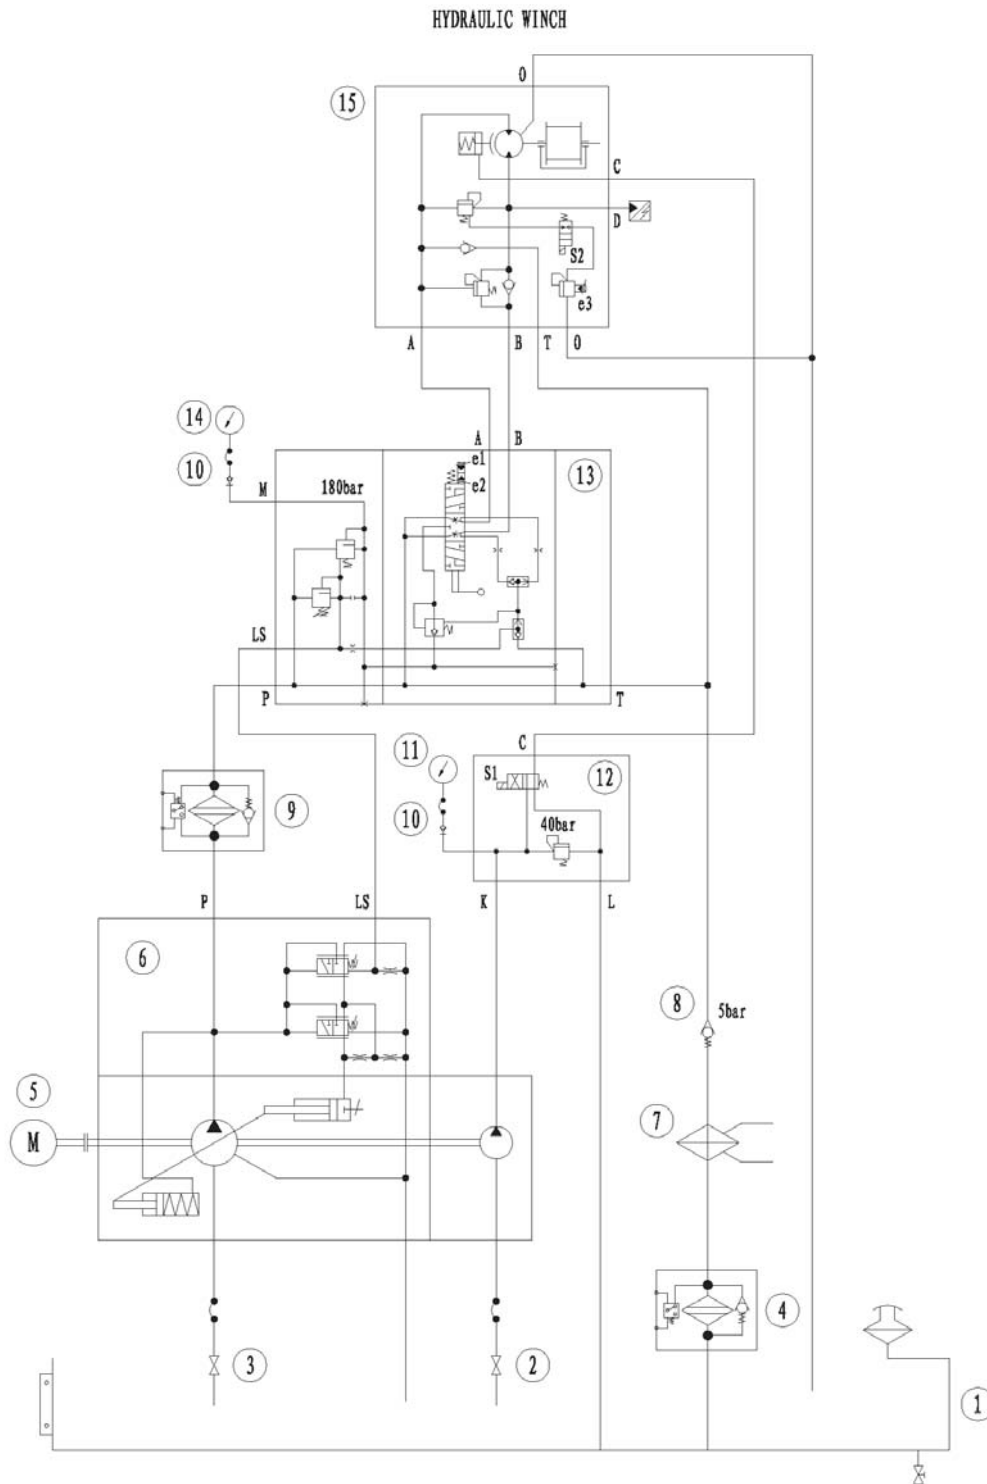 HYDRAULIC WINCH
O
15
C
D
S2
e3
A B T O
14
A B
e1
10
13
e2
M 180bar
LS
P T
11 C
S1 12
9
10
40bar
P LS K L
6
8 5bar
5
7
M
4
3 2
1